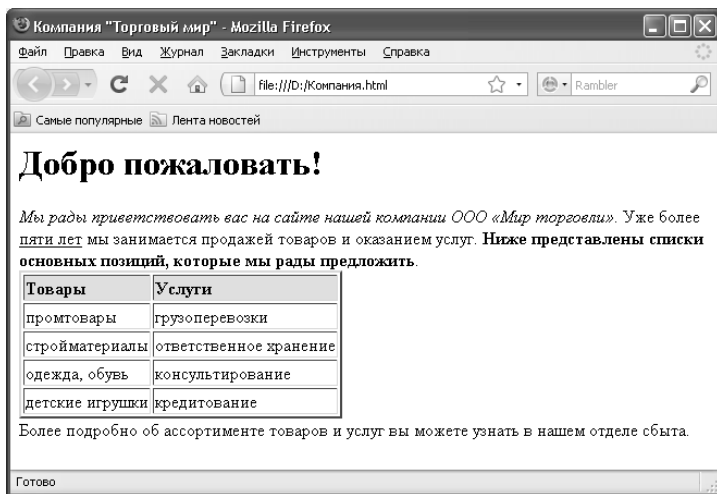 Компания "Торговый мир" - Mozilla Firefox
Файл Правка Вид Журнал Закладки Инструменты Справка
file:///D:/Компания.html Rambler
Самые популярные Лента новостей
Добро пожаловать!
Мы рады приветствовать вас на сайте нашей компании ООО «Мир торговли». Уже более
пяти лет мы занимается продажей товаров и оказанием услуг. Ниже представлены списки
основных позиций, которые мы рады предложить.
Товары Услуги
промтовары грузоперевозки
стройматериалы ответственное хранение
одежда, обувь консультирование
детские игрушки кредитование
Более подробно об ассортименте товаров и услуг вы можете узнать в нашем отделе сбыта.
Готово